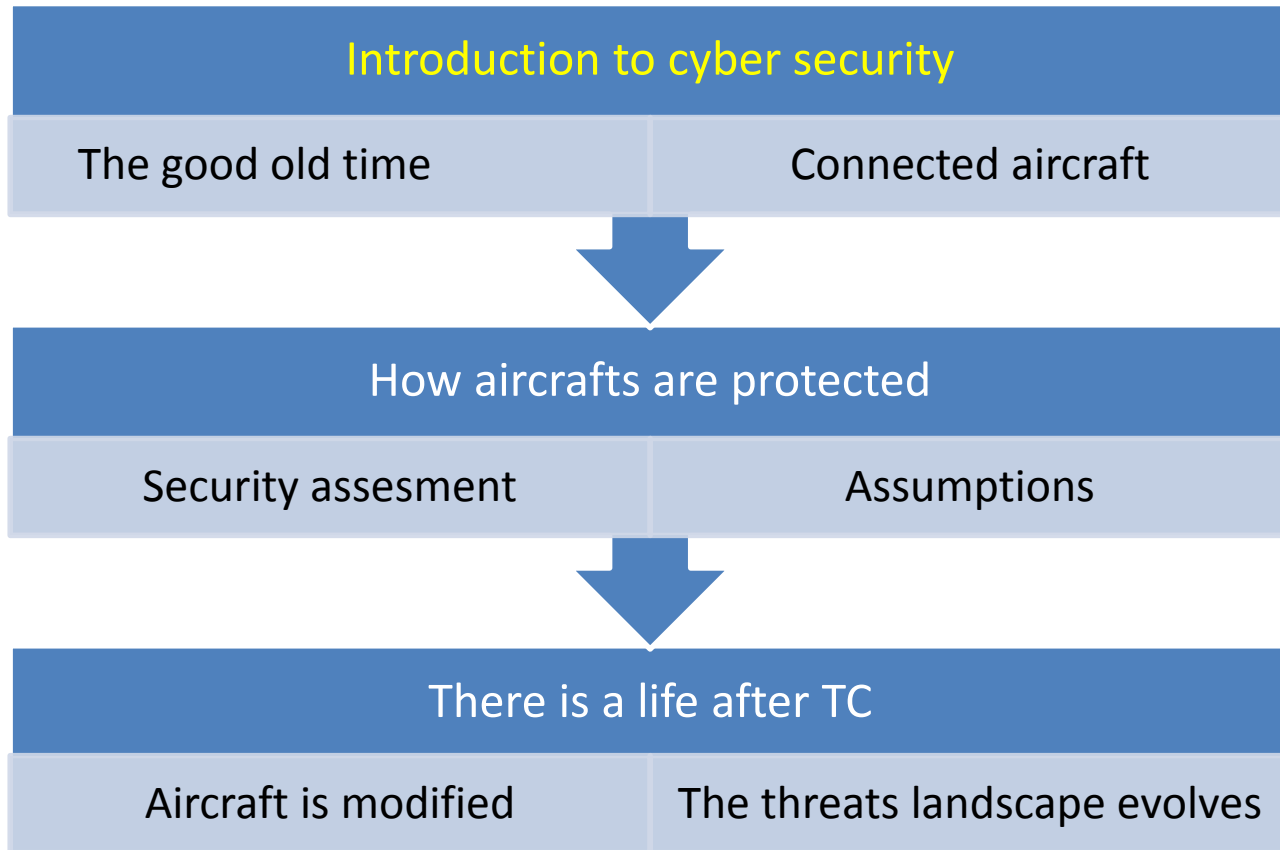 Introduction to cyber security
The good old time
Connected aircraft
How aircrafts are protected
Security assesment
Assumptions
There is a life after TC
Aircraft is modified
The threats landscape evolves